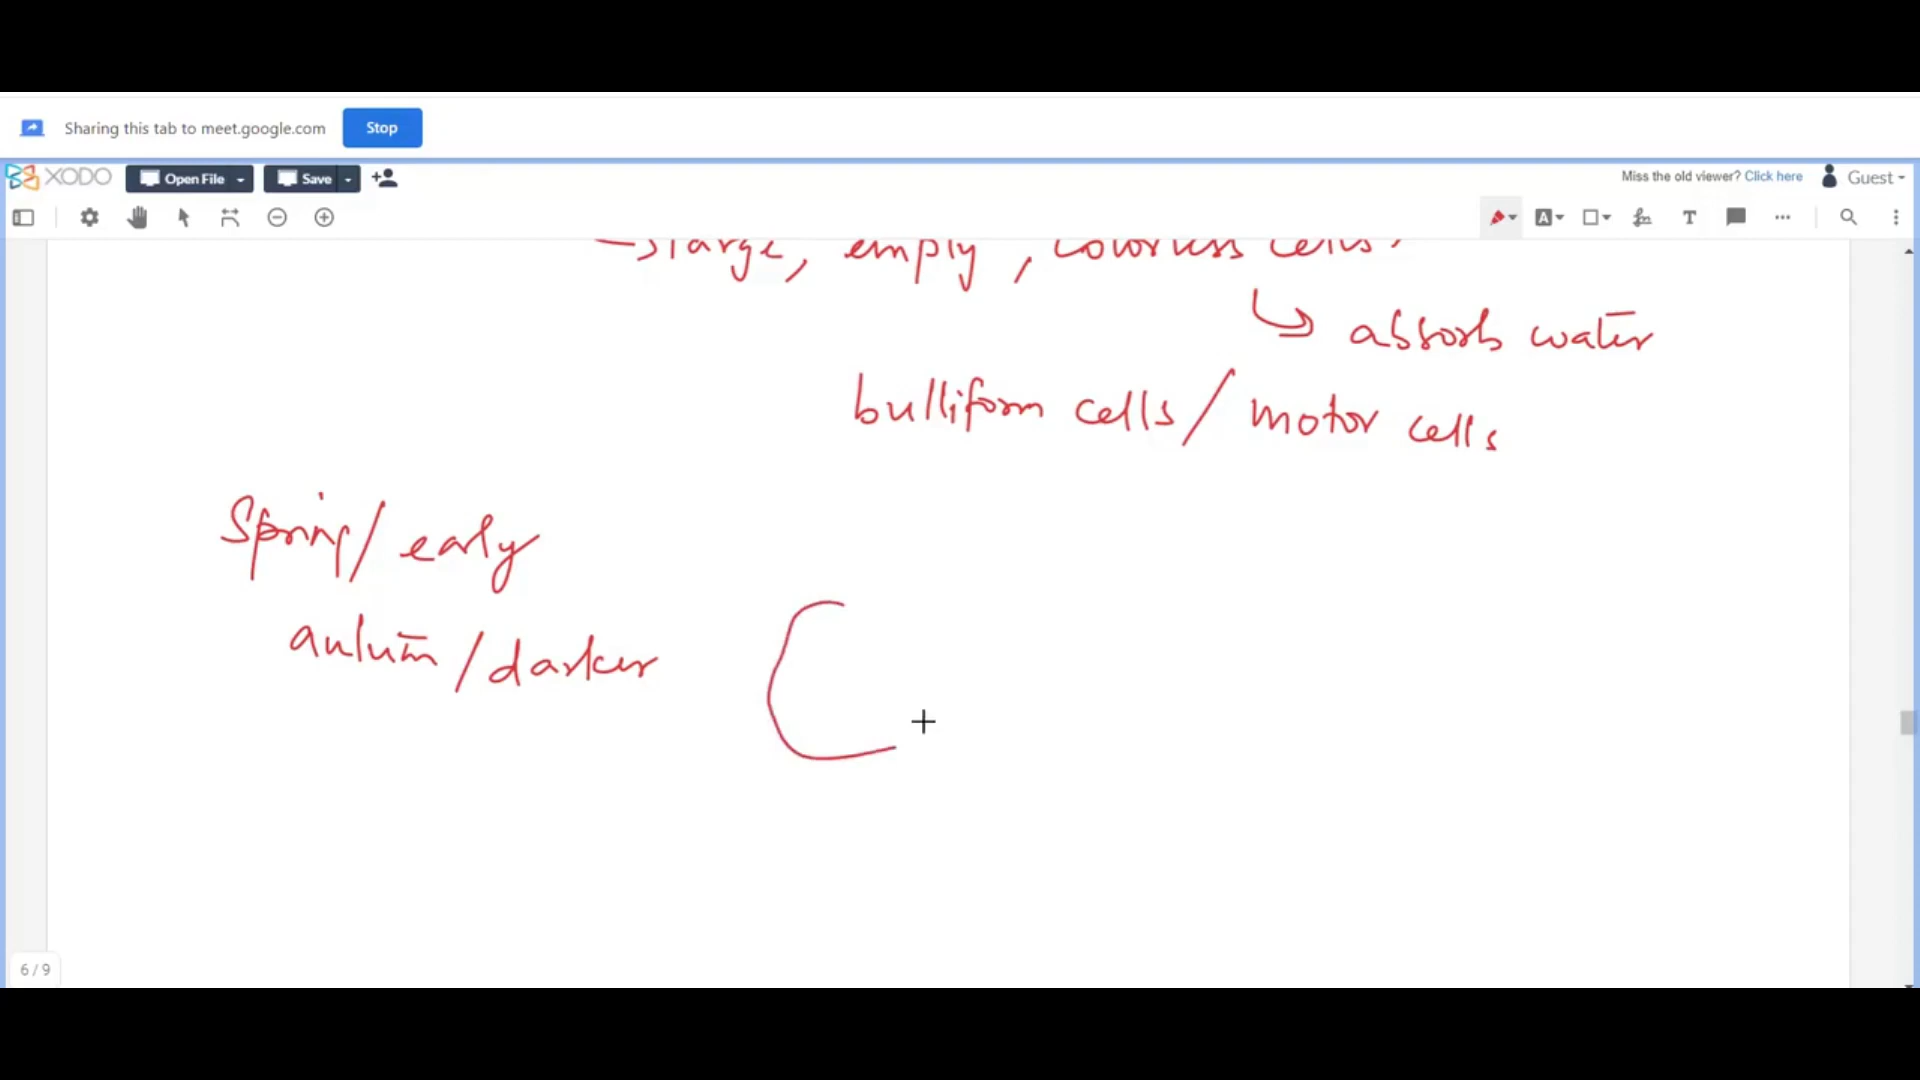 Sharing this tab to meet.google.com Stop
XODO Open File Save Miss the old viewer? Click here Guest
→ large, empty, colorless cells.
↳ absorb water
bulliform cells / motor cells
Spring / early
autum / darker
6 / 9